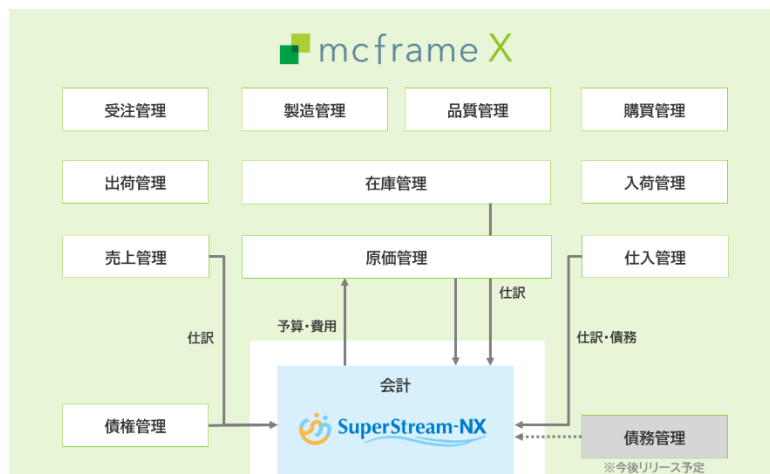 mcframe X
受注管理
製造管理
品質管理
購買管理
出荷管理
在庫管理
入荷管理
売上管理
原価管理
仕入管理
仕訳
予算・費用
仕訳
仕訳・債務
会計
SuperStream-NX
債権管理
債務管理
※今後リリース予定